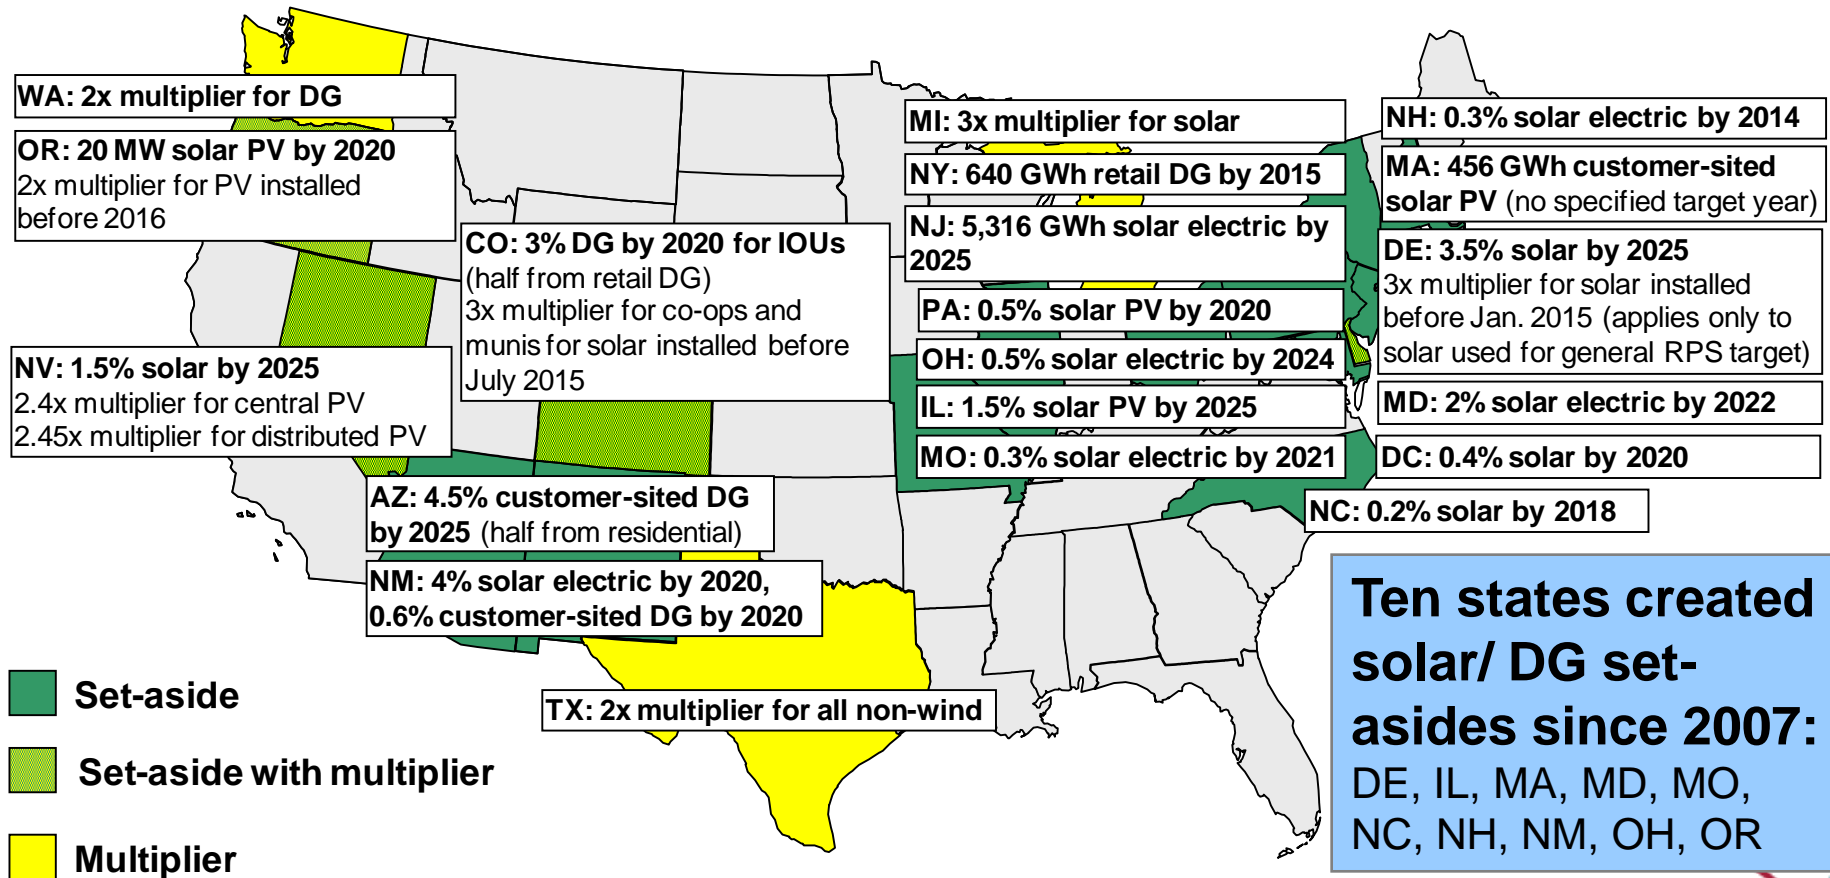 WA: 2x multiplier for DG
OR: 20 MW solar PV by 2020
2x multiplier for PV installed
before 2016
CO: 3% DG by 2020 for IOUs
(half from retail DG)
3x multiplier for co-ops and
munis for solar installed before
July 2015
NV: 1.5% solar by 2025
2.4x multiplier for central PV
2.45x multiplier for distributed PV
AZ: 4.5% customer-sited DG
by 2025 (half from residential)
NM: 4% solar electric by 2020,
0.6% customer-sited DG by 2020
TX: 2x multiplier for all non-wind
MI: 3x multiplier for solar
NY: 640 GWh retail DG by 2015
NJ: 5,316 GWh solar electric by
2025
PA: 0.5% solar PV by 2020
OH: 0.5% solar electric by 2024
IL: 1.5% solar PV by 2025
MO: 0.3% solar electric by 2021
NH: 0.3% solar electric by 2014
MA: 456 GWh customer-sited
solar PV (no specified target year)
DE: 3.5% solar by 2025
3x multiplier for solar installed
before Jan. 2015 (applies only to
solar used for general RPS target)
MD: 2% solar electric by 2022
DC: 0.4% solar by 2020
NC: 0.2% solar by 2018
Set-aside
Set-aside with multiplier
Multiplier
Ten states created
solar/ DG set-
asides since 2007:
DE, IL, MA, MD, MO,
NC, NH, NM, OH, OR